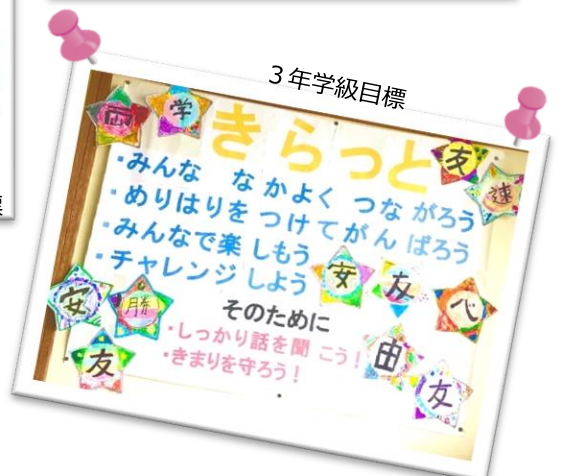 ３年学級目標
学
きらっと
友
速
・みんな なかよく つながろう
・めりはりを つけてがんばろう
・みんなで楽しもう
・チャレンジしよう
安
友
心
安
勝
友
そのために
・しっかり話を聞こう！
・きまりを守ろう！
由
友